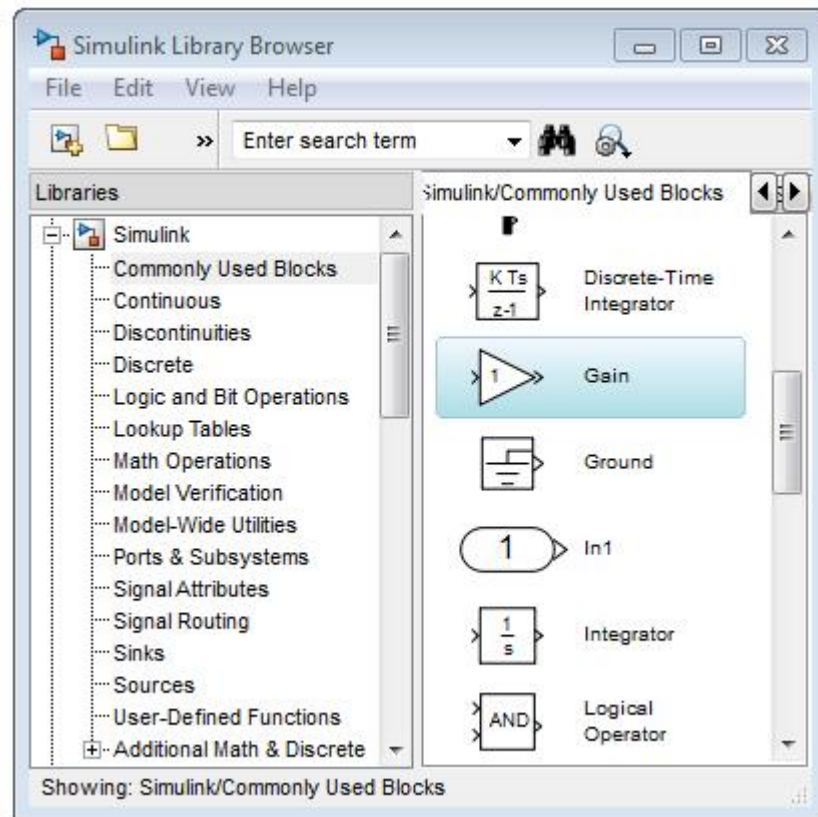 Simulink Library Browser
File Edit View Help
» Enter search term
Libraries
Simulink
Commonly Used Blocks
Continuous
Discontinuities
Discrete
Logic and Bit Operations
Lookup Tables
Math Operations
Model Verification
Model-Wide Utilities
Ports & Subsystems
Signal Attributes
Signal Routing
Sinks
Sources
User-Defined Functions
Additional Math & Discrete
Simulink/Commonly Used Blocks
K Ts
z-1
Discrete-Time
Integrator
1
Gain
Ground
1
In1
1
s
Integrator
AND
Logical
Operator
Showing: Simulink/Commonly Used Blocks